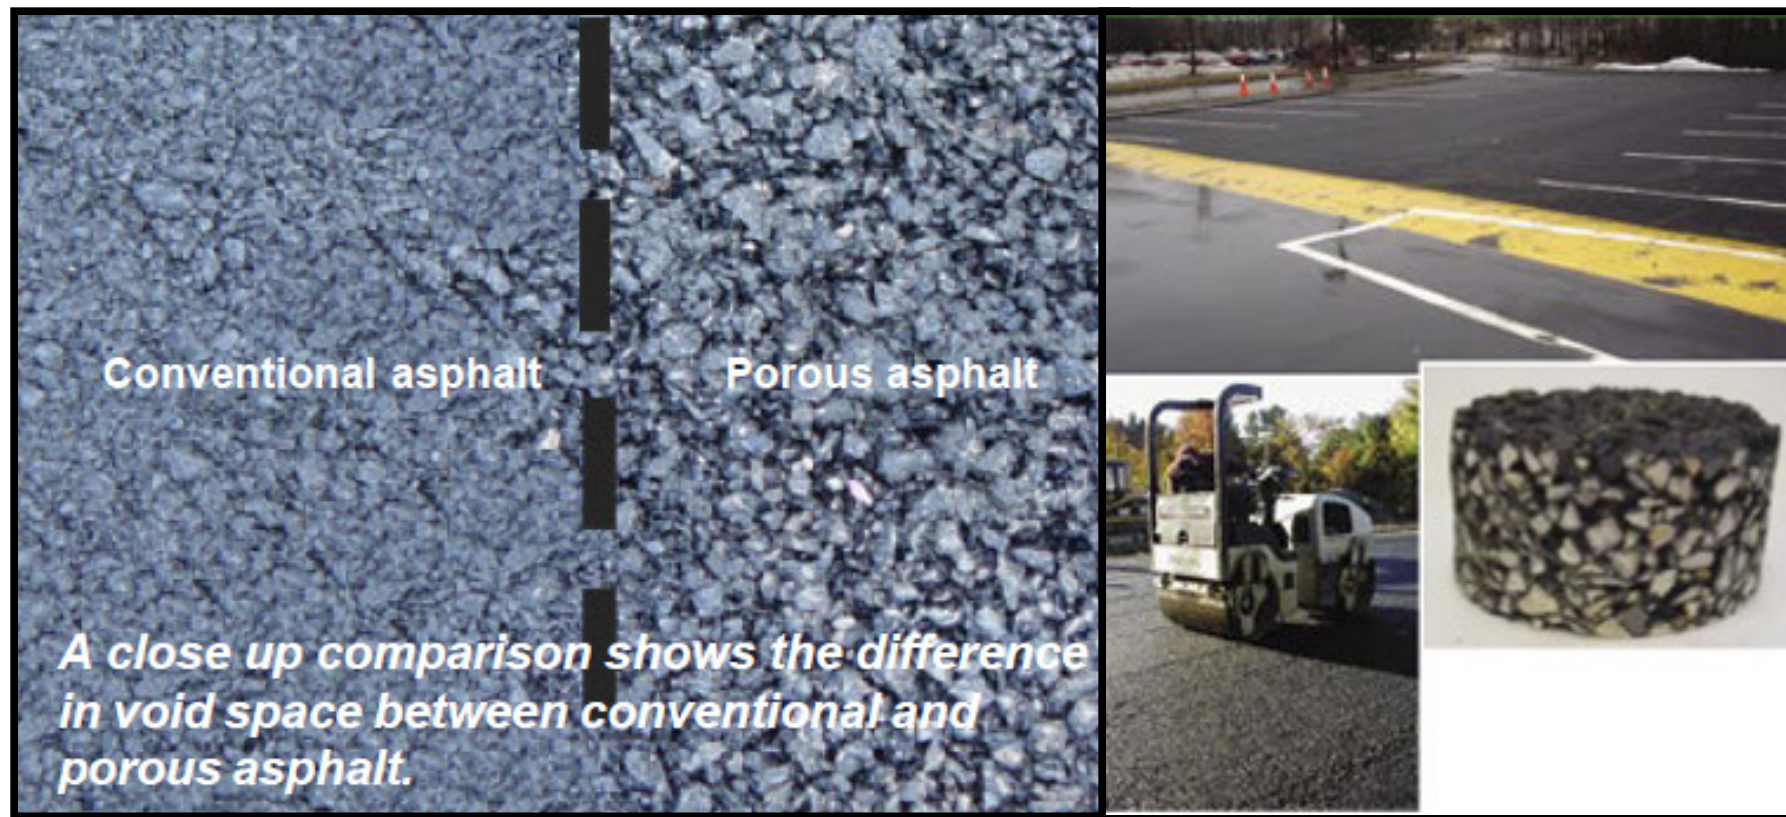 Conventional asphalt
Porous asphalt
A close up comparison shows the difference
in void space between conventional and
porous asphalt.